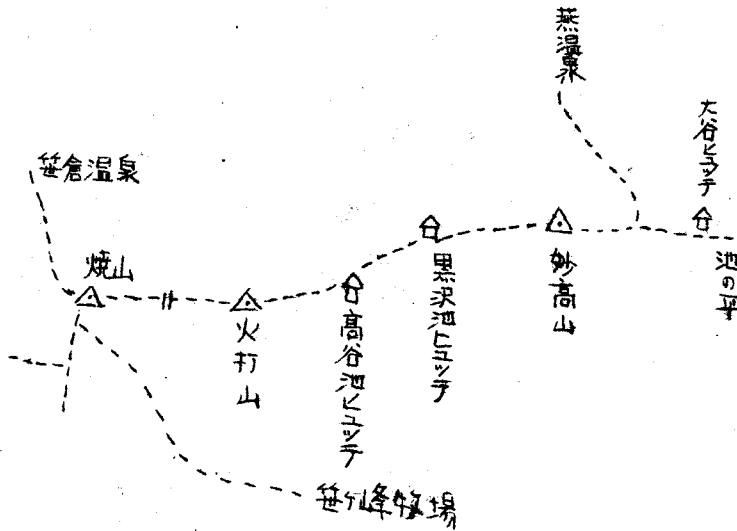 蒸温泉
大谷ヒュッテ
笹倉温泉
焼山
火打山
高谷池ヒュッテ
黒沢池ヒュッテ
妙高山
池の平
笹ヶ峰牧場